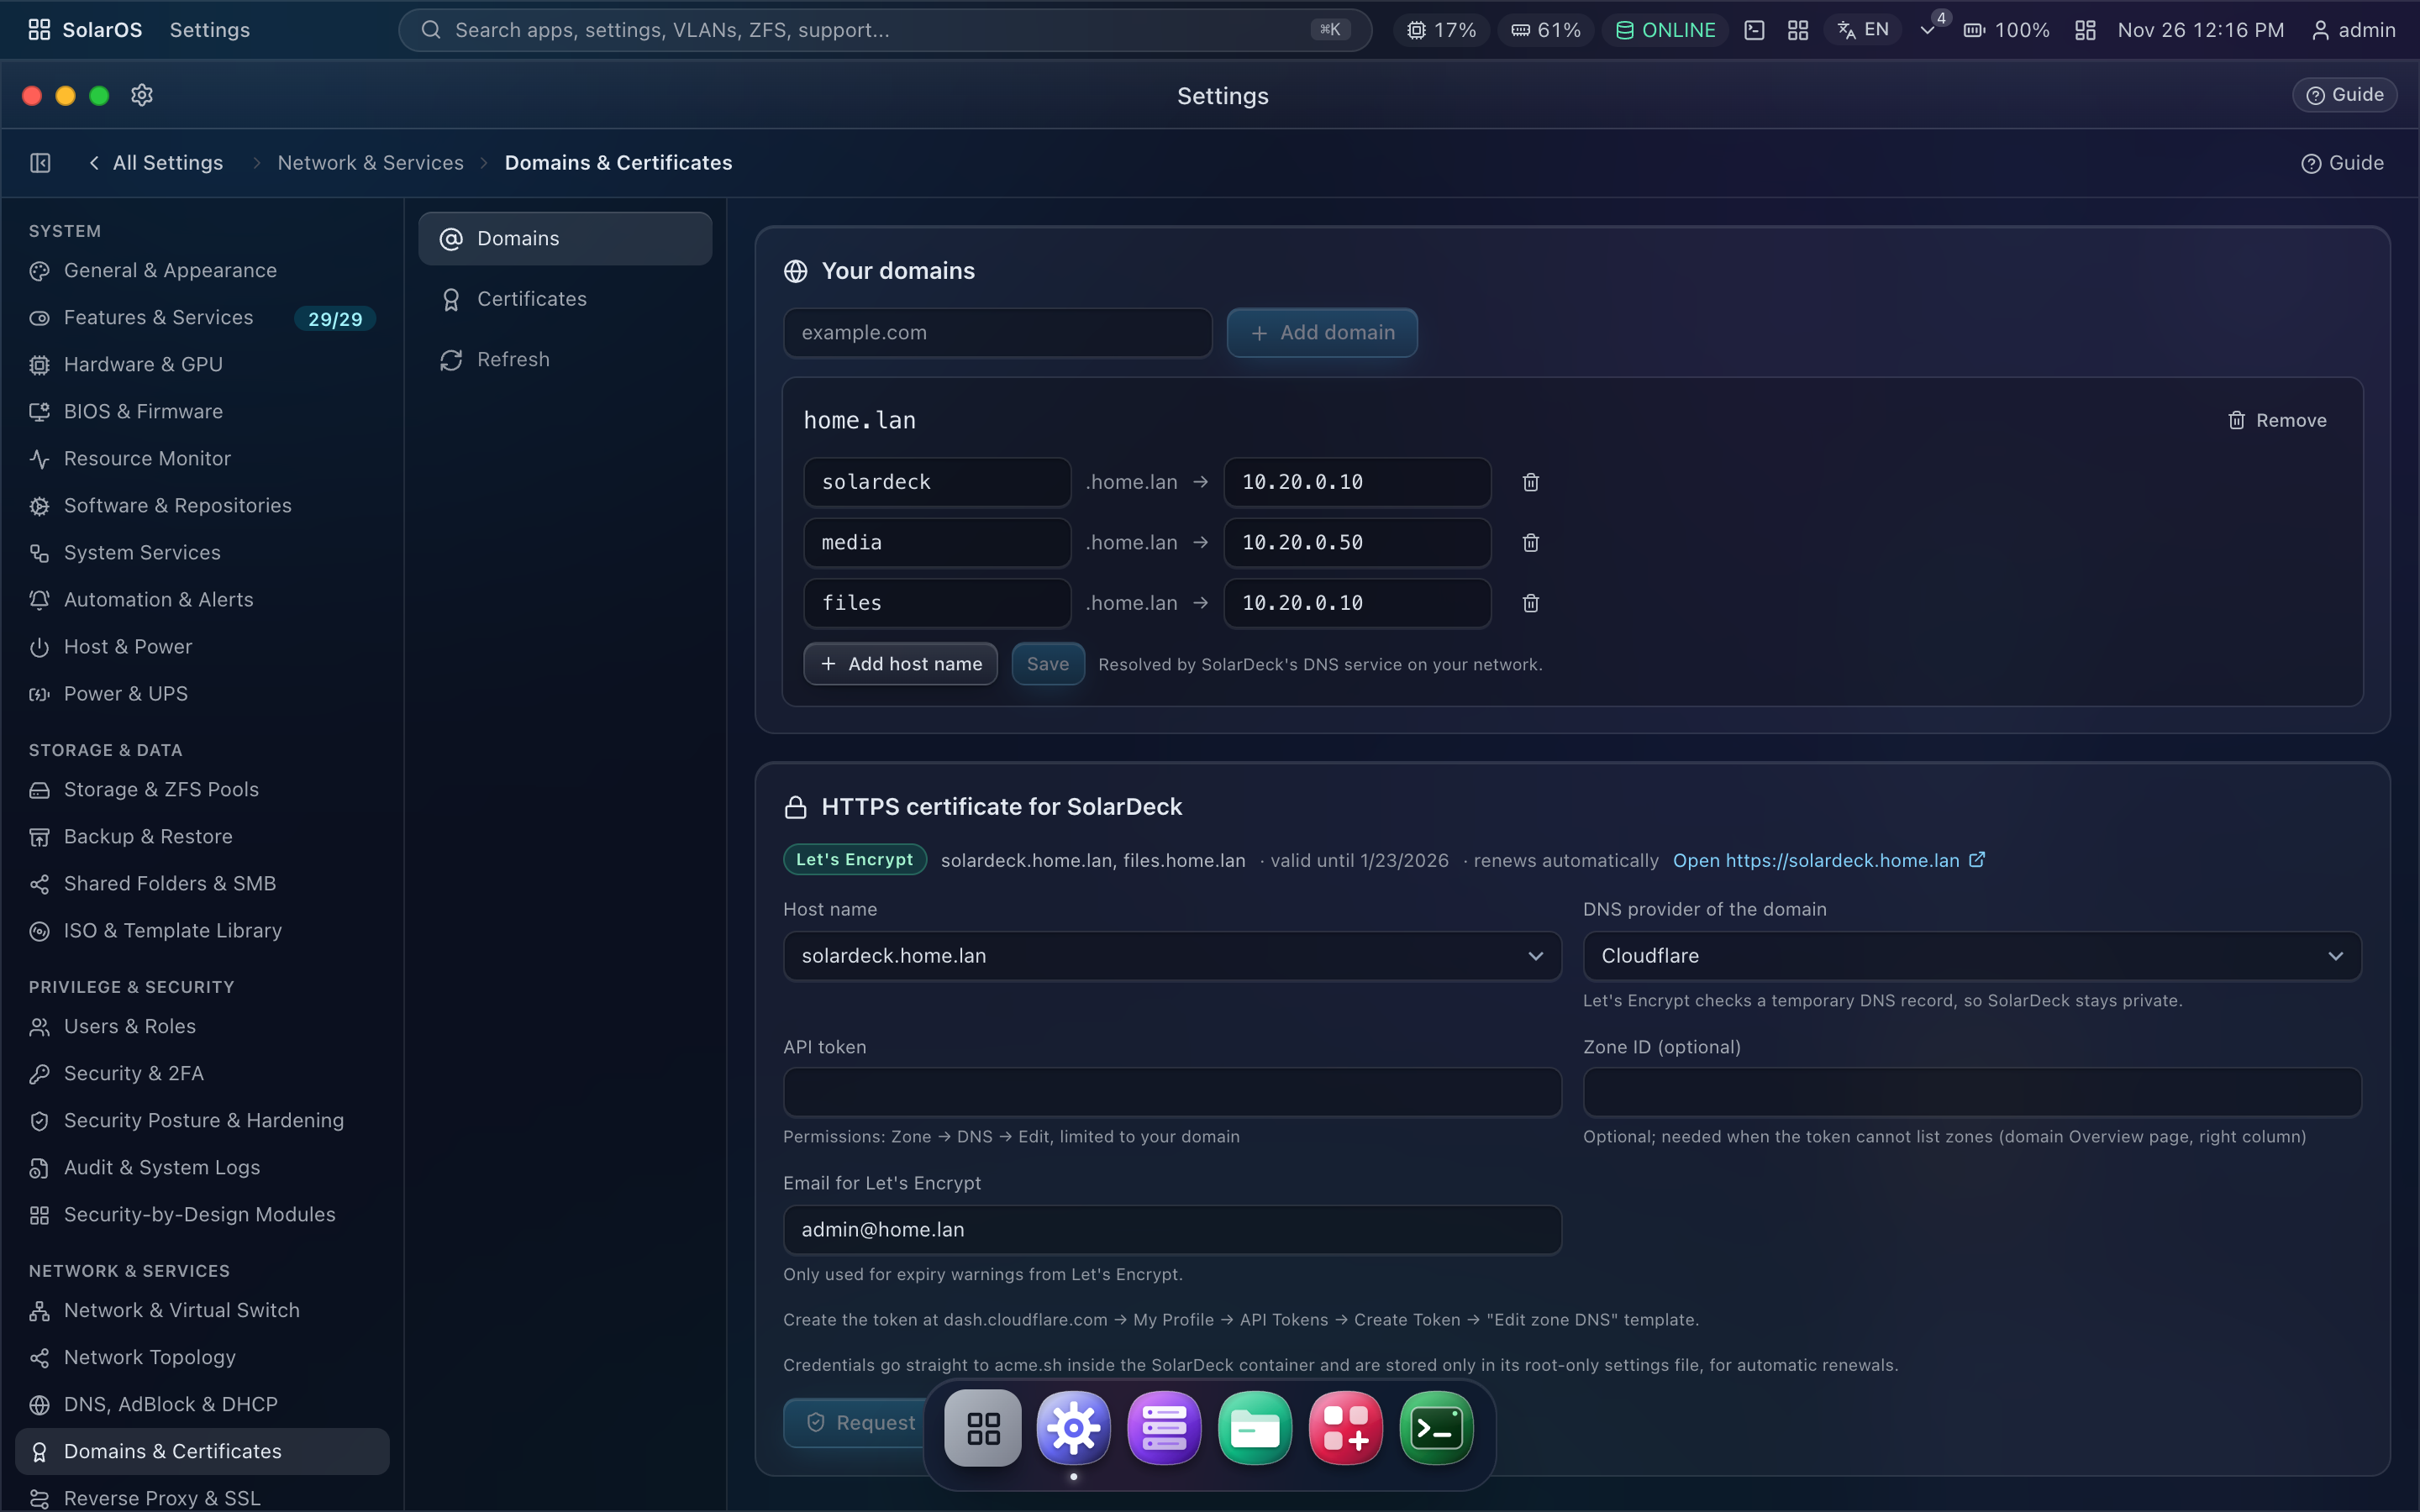 SolarOS Settings Search apps, settings, VLANs, ZFS, support... ⌘K 17% 61% ONLINE EN 4 100% Nov 26 12:16 PM admin
Settings Guide
All Settings Network & Services Domains & Certificates Guide
SYSTEM
General & Appearance
Features & Services 29/29
Hardware & GPU
BIOS & Firmware
Resource Monitor
Software & Repositories
System Services
Automation & Alerts
Host & Power
Power & UPS
STORAGE & DATA
Storage & ZFS Pools
Backup & Restore
Shared Folders & SMB
ISO & Template Library
PRIVILEGE & SECURITY
Users & Roles
Security & 2FA
Security Posture & Hardening
Audit & System Logs
Security-by-Design Modules
NETWORK & SERVICES
Network & Virtual Switch
Network Topology
DNS, AdBlock & DHCP
Domains & Certificates
Reverse Proxy & SSL
Domains
Certificates
Refresh
Your domains
example.com + Add domain
home.lan Remove
solardeck .home.lan → 10.20.0.10
media .home.lan → 10.20.0.50
files .home.lan → 10.20.0.10
+ Add host name Save Resolved by SolarDeck's DNS service on your network.
HTTPS certificate for SolarDeck
Let's Encrypt solardeck.home.lan, files.home.lan · valid until 1/23/2026 · renews automatically Open https://solardeck.home.lan
Host name DNS provider of the domain
solardeck.home.lan Cloudflare
Let's Encrypt checks a temporary DNS record, so SolarDeck stays private.
API token Zone ID (optional)
Permissions: Zone → DNS → Edit, limited to your domain Optional; needed when the token cannot list zones (domain Overview page, right column)
Email for Let's Encrypt
admin@home.lan
Only used for expiry warnings from Let's Encrypt.
Create the token at dash.cloudflare.com → My Profile → API Tokens → Create Token → "Edit zone DNS" template.
Credentials go straight to acme.sh inside the SolarDeck container and are stored only in its root-only settings file, for automatic renewals.
Request